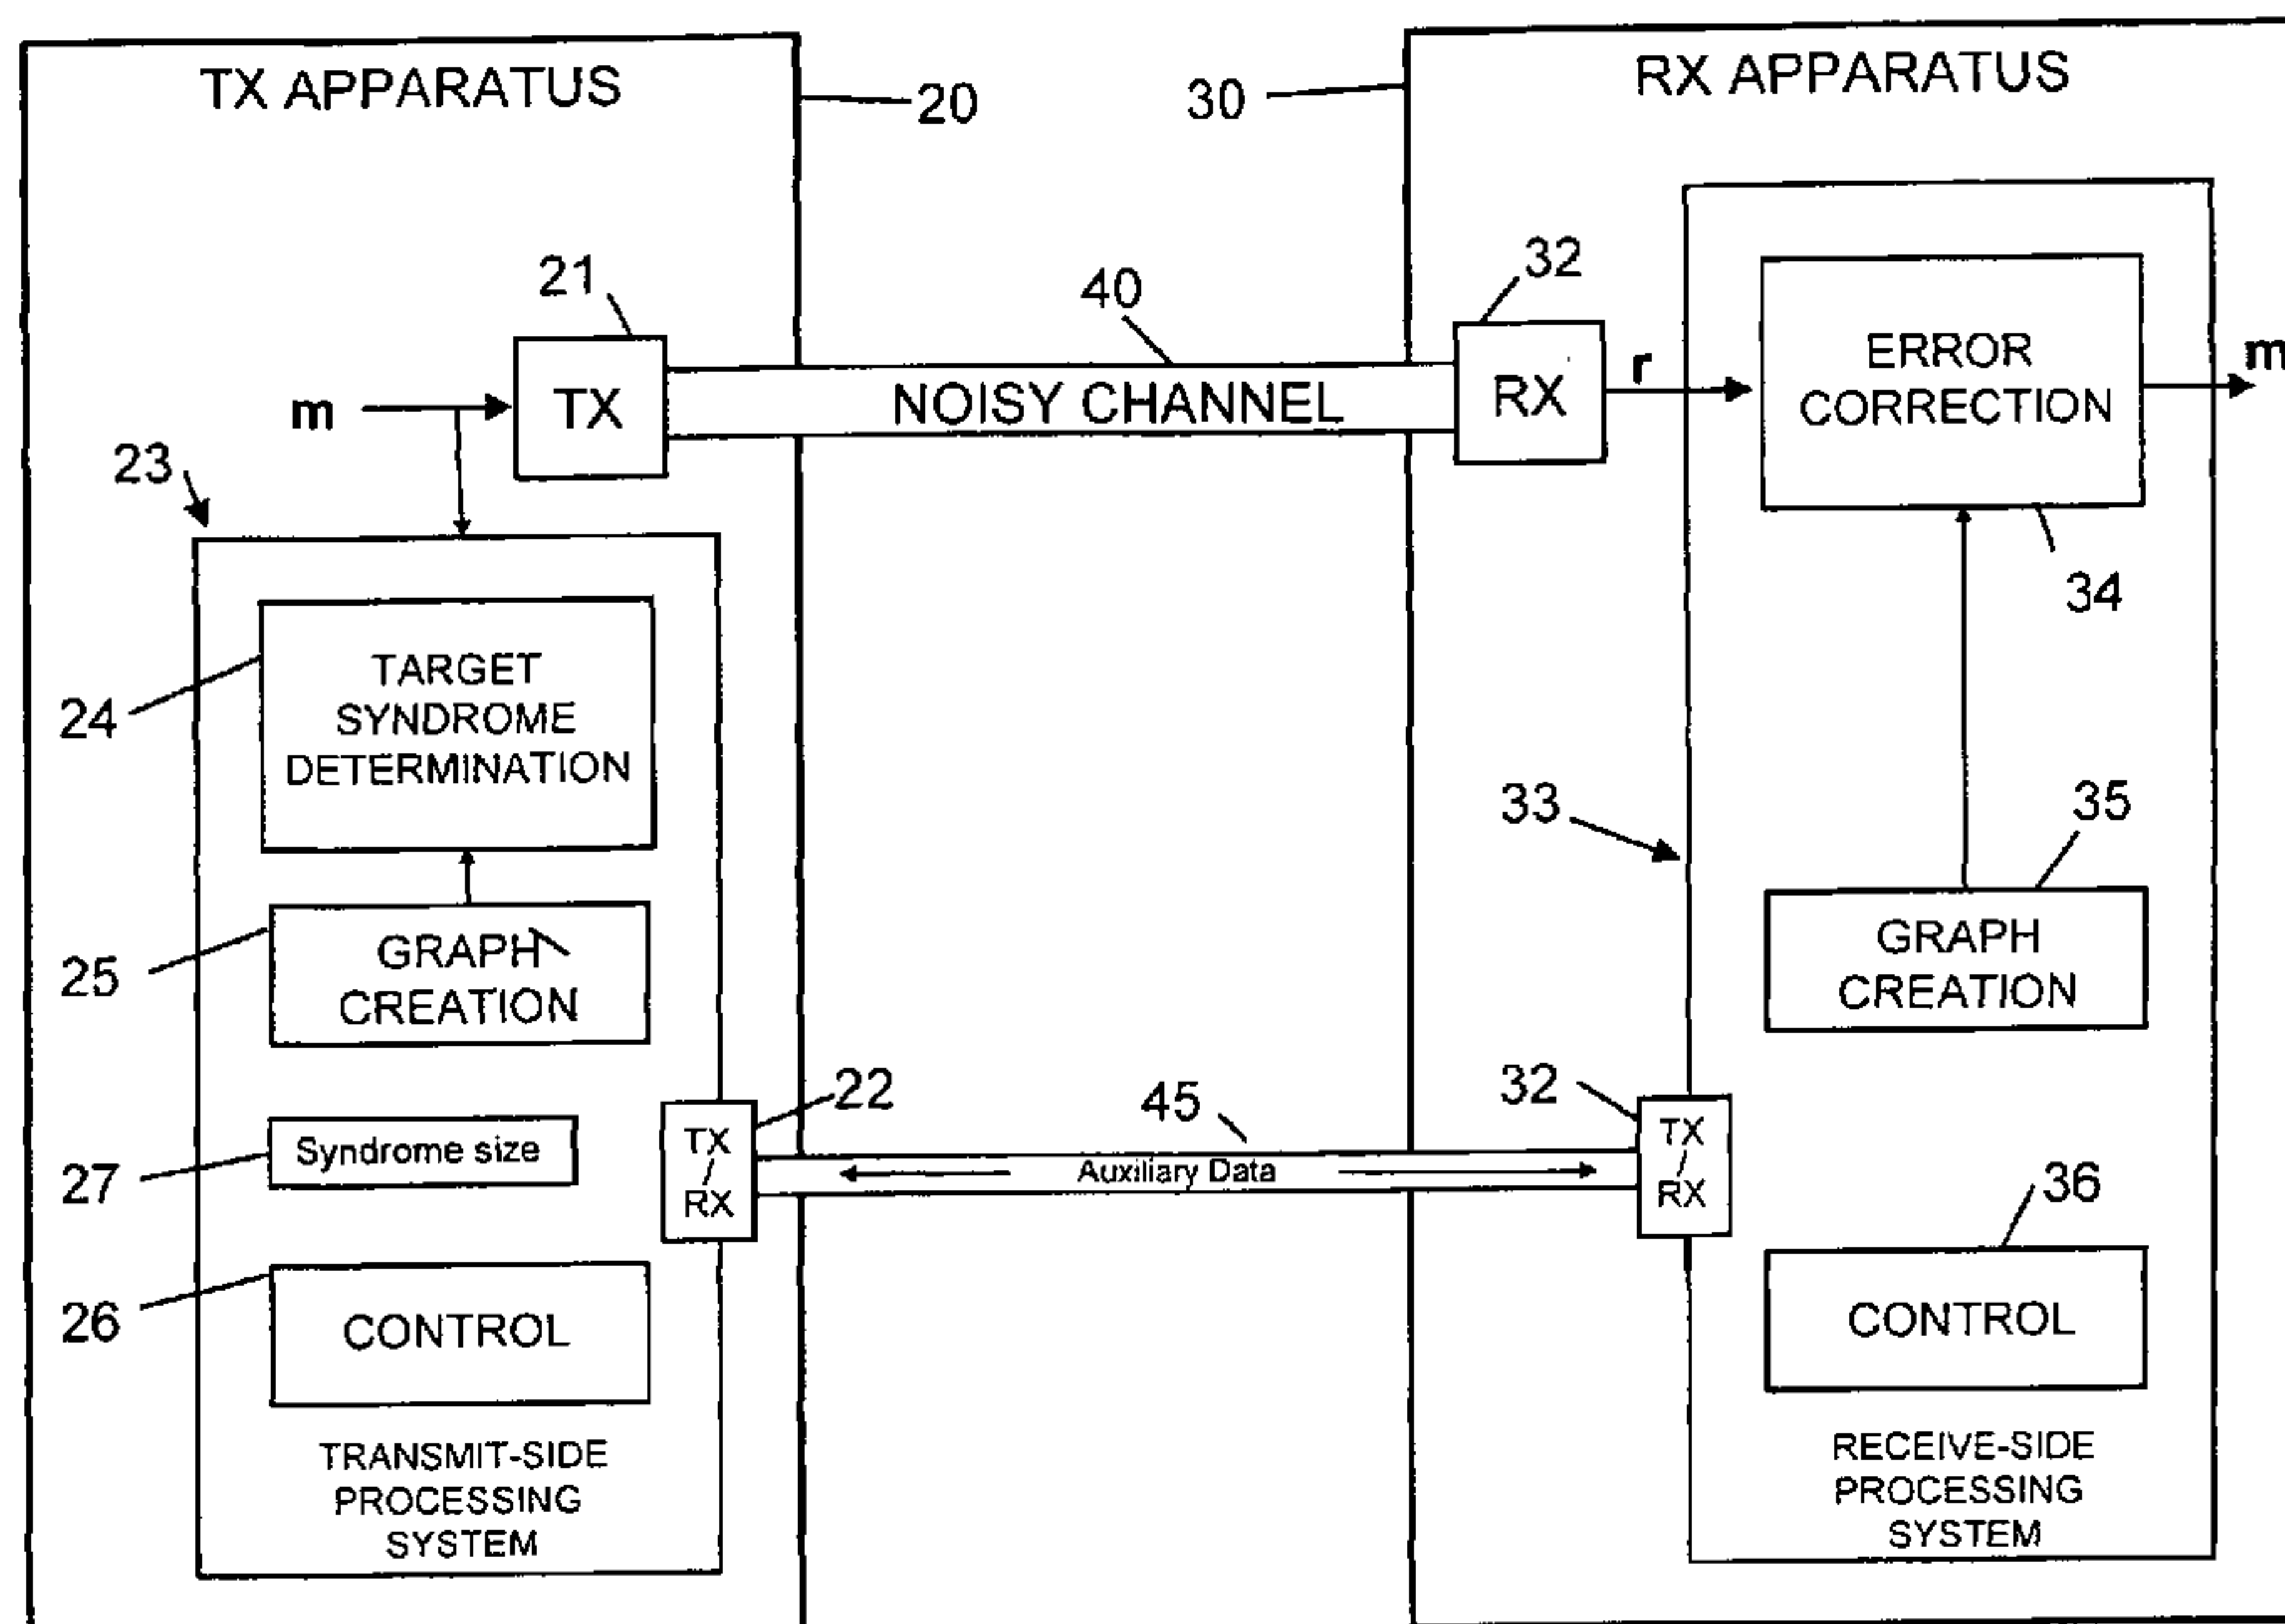 TX APPARATUS
20
30
RX APPARATUS
21
40
32
m
TX
NOISY CHANNEL
RX
r
ERROR
CORRECTION
m
23
34
24
TARGET
SYNDROME
DETERMINATION
33
35
25
GRAPH
CREATION
GRAPH
CREATION
22
45
32
27
Syndrome size
TX
/
RX
Auxiliary Data
TX
/
RX
36
26
CONTROL
CONTROL
TRANSMIT-SIDE
PROCESSING
SYSTEM
RECEIVE-SIDE
PROCESSING
SYSTEM